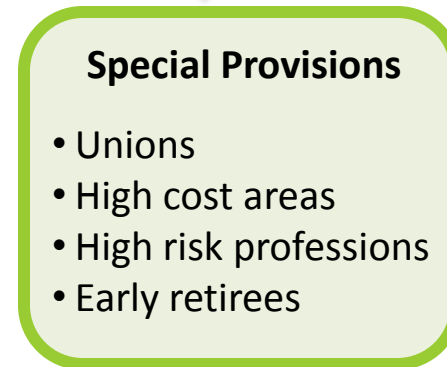 Special Provisions
• Unions
• High cost areas
• High risk professions
• Early retirees